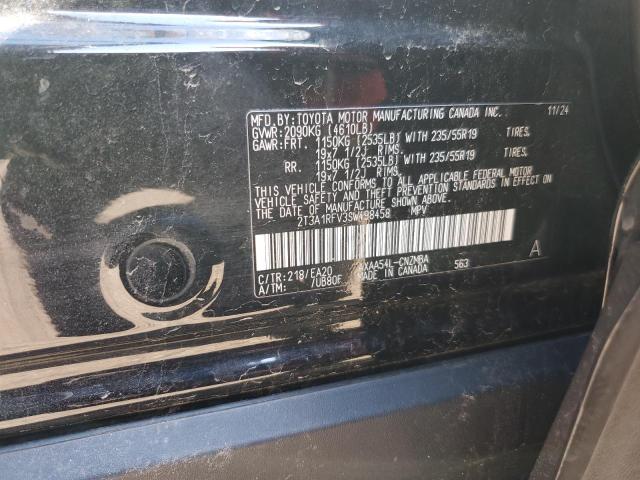 MFD. BY: TOYOTA MOTOR MANUFACTURING CANADA INC. 11/24
GVWR: 2090KG (4610LB)
GAWR: FRT. 1150KG (2535LB) WITH 235/55R19 TIRES.
19x7 1/2J RIMS.
RR. 1150KG (2535LB) WITH 235/55R19 TIRES.
19x7 1/2J RIMS.
THIS VEHICLE CONFORMS TO ALL APPLICABLE FEDERAL MOTOR
VEHICLE SAFETY AND THEFT PREVENTION STANDARDS IN EFFECT ON
THE DATE OF MANUFACTURE SHOWN ABOVE.
2T3A1RFV3SW498458 MPV
A
C/TR: 218/EA20 AXAA54L-CNZMBA
A/TM: /UB80F MADE IN CANADA 563